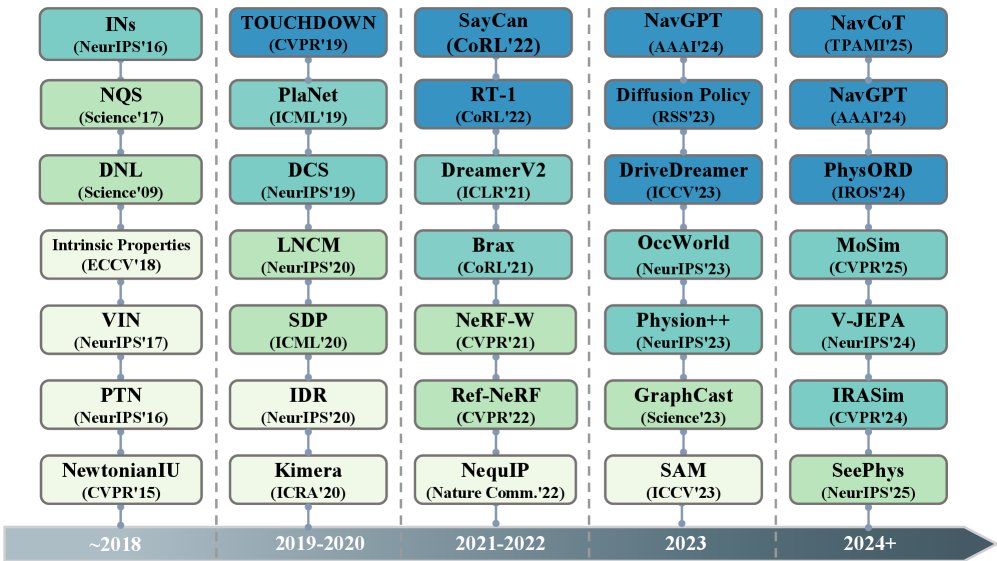 INs
(NeurIPS'16)
NQS
(Science'17)
DNL
(Science'09)
Intrinsic Properties
(ECCV'18)
VIN
(NeurIPS'17)
PTN
(NeurIPS'16)
NewtonianIU
(CVPR'15)
~2018
TOUCHDOWN
(CVPR'19)
PlaNet
(ICML'19)
DCS
(NeurIPS'19)
LNCM
(NeurIPS'20)
SDP
(ICML'20)
IDR
(NeurIPS'20)
Kimera
(ICRA'20)
2019-2020
SayCan
(CoRL'22)
RT-1
(CoRL'22)
DreamerV2
(ICLR'21)
Brax
(CoRL'21)
NeRF-W
(CVPR'21)
Ref-NeRF
(CVPR'22)
NequIP
(Nature Comm.'22)
2021-2022
NavGPT
(AAAI'24)
Diffusion Policy
(RSS'23)
DriveDreamer
(ICCV'23)
OccWorld
(NeurIPS'23)
Physion++
(NeurIPS'23)
GraphCast
(Science'23)
SAM
(ICCV'23)
2023
NavCoT
(TPAMI'25)
NavGPT
(AAAI'24)
PhysORD
(IROS'24)
MoSim
(CVPR'25)
V-JEPA
(NeurIPS'24)
IRASim
(CVPR'24)
SeePhys
(NeurIPS'25)
2024+